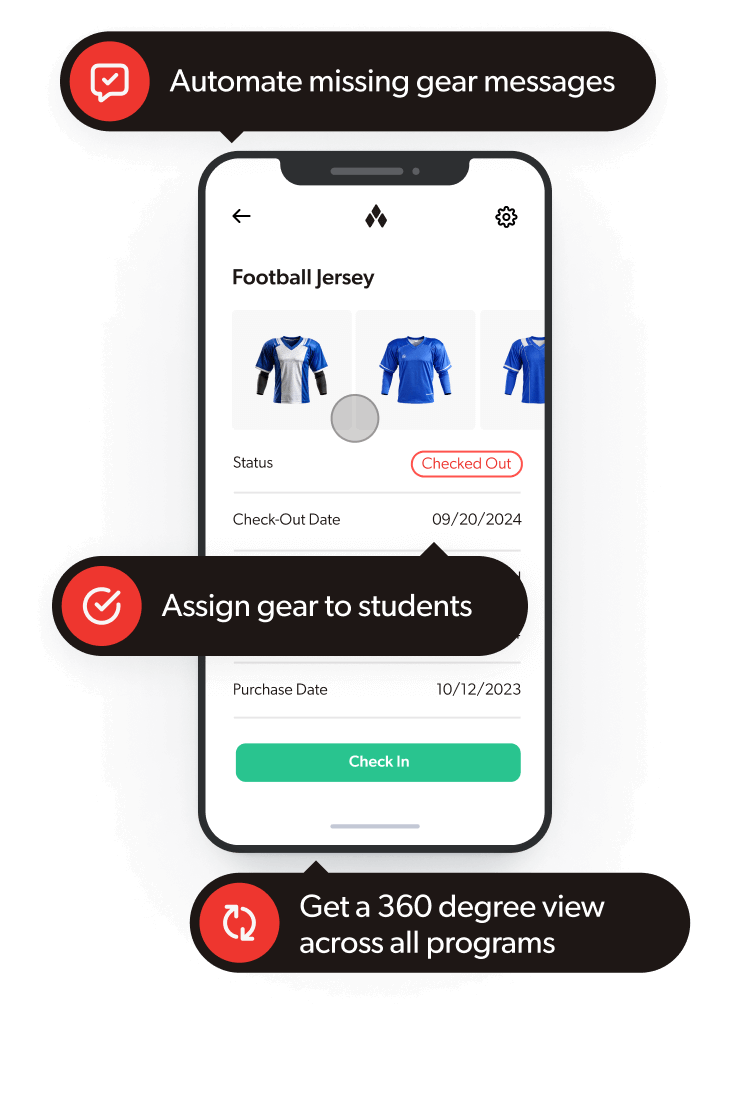 Automate missing gear messages
Football Jersey
Status
Checked Out
Check-Out Date
09/20/2024
Assign gear to students
Purchase Date
10/12/2023
Check In
Get a 360 degree view
across all programs